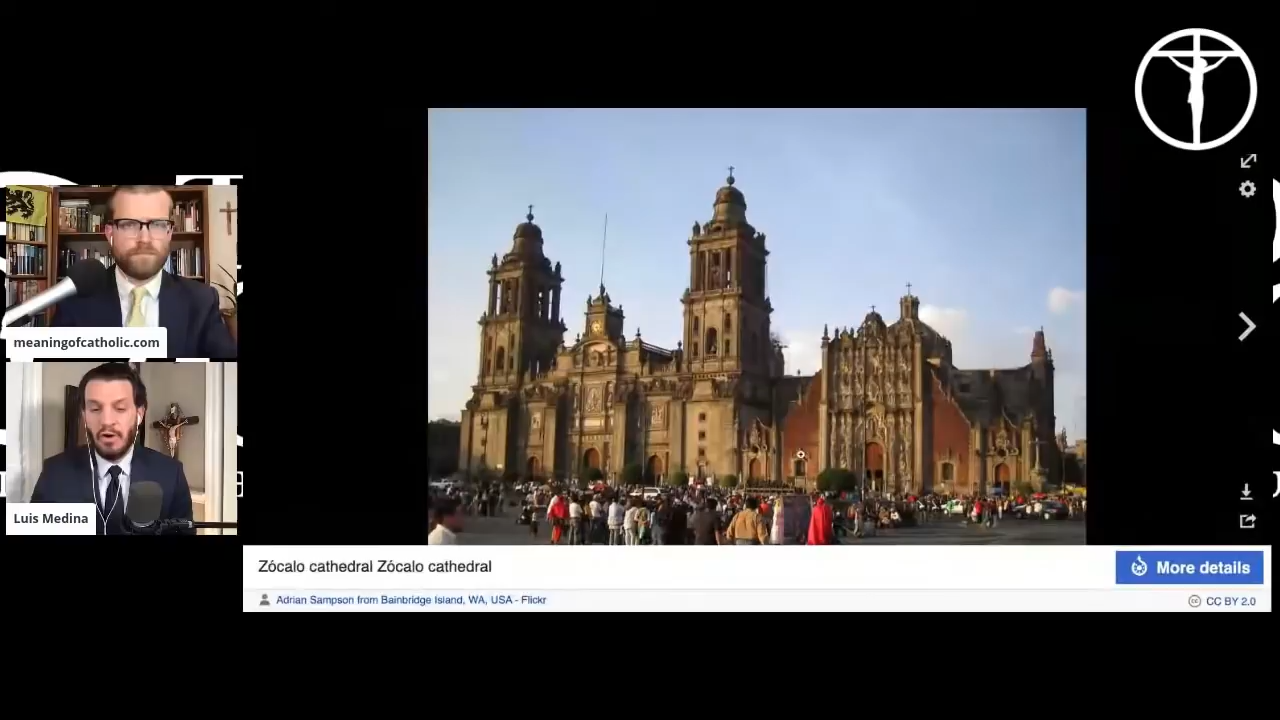 meaningofcatholic.com
Luis Medina
Zócalo cathedral Zócalo cathedral
More details
Adrian Sampson from Bainbridge Island, WA, USA - Flickr
CC BY 2.0